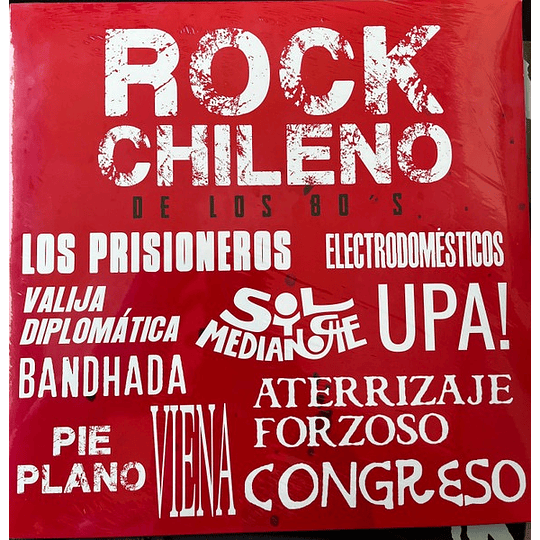 ROCK
CHILENO
DE LOS 80'S
LOS PRISIONEROS
ELECTRODOMÉSTICOS
VALIJA
DIPLOMÁTICA
SOL Y
MEDIANOCHE
UPA!
BANDHADA
ATERRIZAJE
FORZOSO
PIE
PLANO
VIENA
CONGRESO